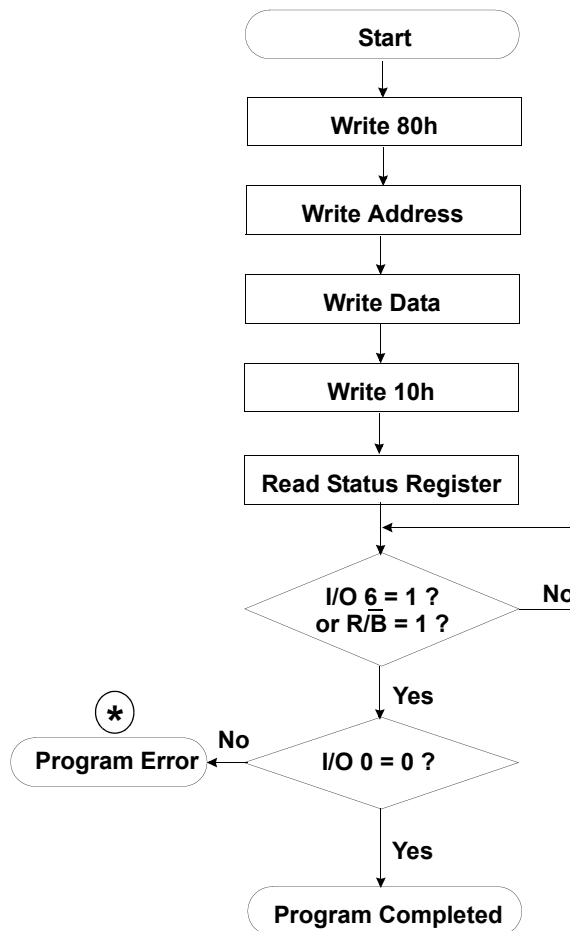 Start
Write 80h
Write Address
Write Data
Write 10h
Read Status Register
I/O 6 = 1 ?
or R/B̅ = 1 ?
No
Yes
*
No
Program Error
I/O 0 = 0 ?
Yes
Program Completed